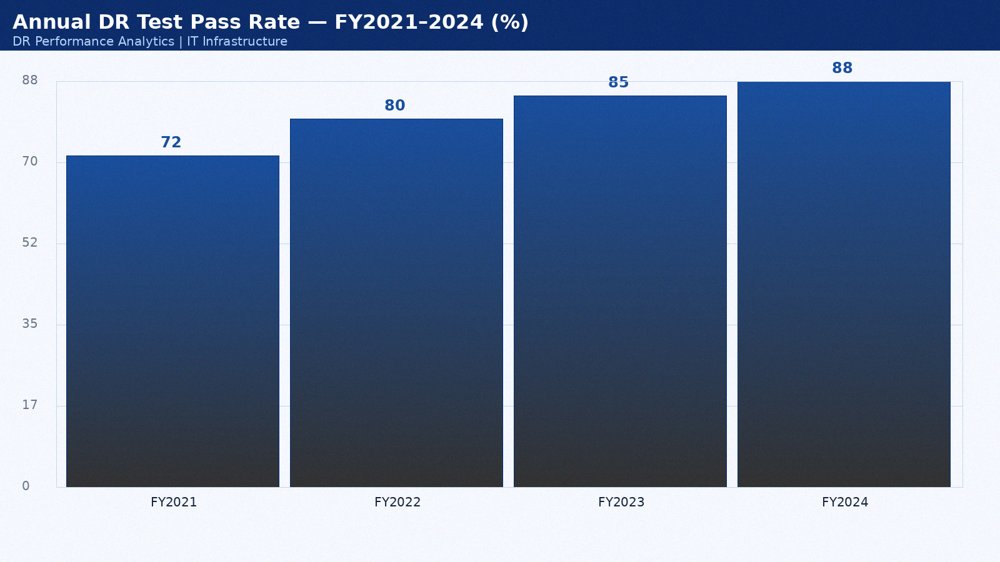 Annual DR Test Pass Rate — FY2021–2024 (%)
DR Performance Analytics | IT Infrastructure
88
70
52
35
17
0
72
80
85
88
FY2021
FY2022
FY2023
FY2024